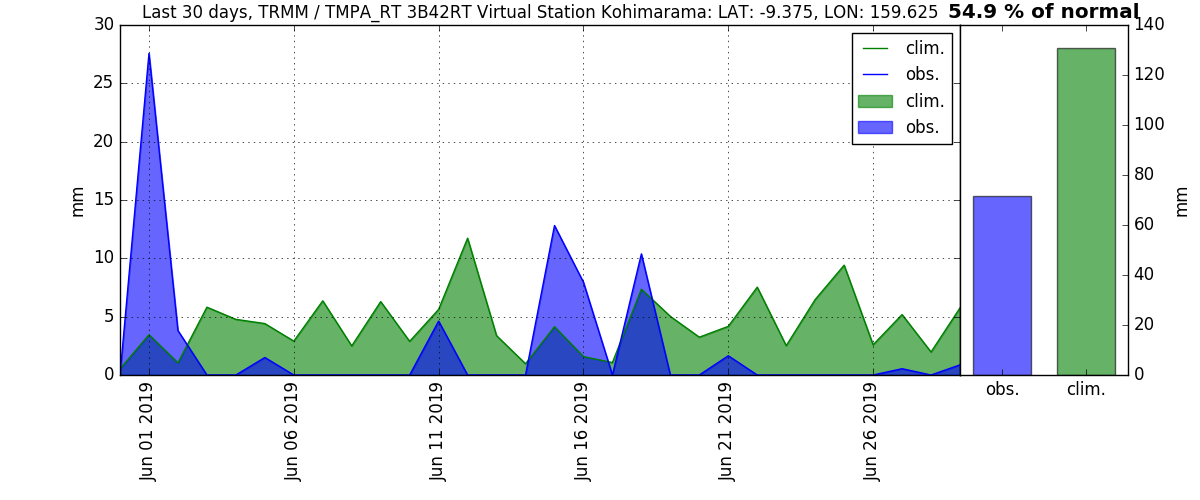 Last 30 days, TRMM / TMPA_RT 3B42RT Virtual Station Kohimarama: LAT: -9.375, LON: 159.625
54.9 % of normal
30
25
20
15
10
5
0
mm
clim.
obs.
clim.
obs.
140
120
100
80
60
40
20
0
mm
obs.
clim.
Jun 01 2019
Jun 06 2019
Jun 11 2019
Jun 16 2019
Jun 21 2019
Jun 26 2019